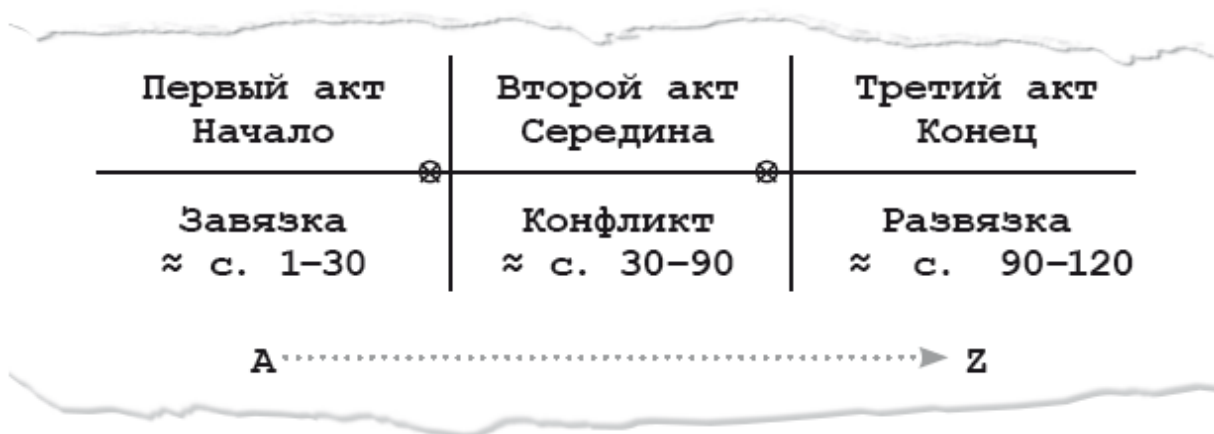 Первый акт
Начало
Второй акт
Середина
Третий акт
Конец
Завязка
≈ с. 1–30
Конфликт
≈ с. 30–90
Развязка
≈ с. 90–120
A
Z